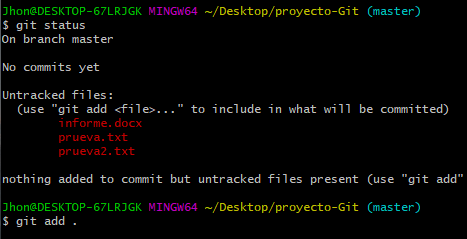 Jhon@DESKTOP-67LRJGK MINGW64 ~/Desktop/proyecto-Git (master)
$ git status
On branch master
No commits yet
Untracked files:
(use "git add <file>..." to include in what will be committed)
informe.docx
prueva.txt
prueva2.txt
nothing added to commit but untracked files present (use "git add"
Jhon@DESKTOP-67LRJGK MINGW64 ~/Desktop/proyecto-Git (master)
$ git add .